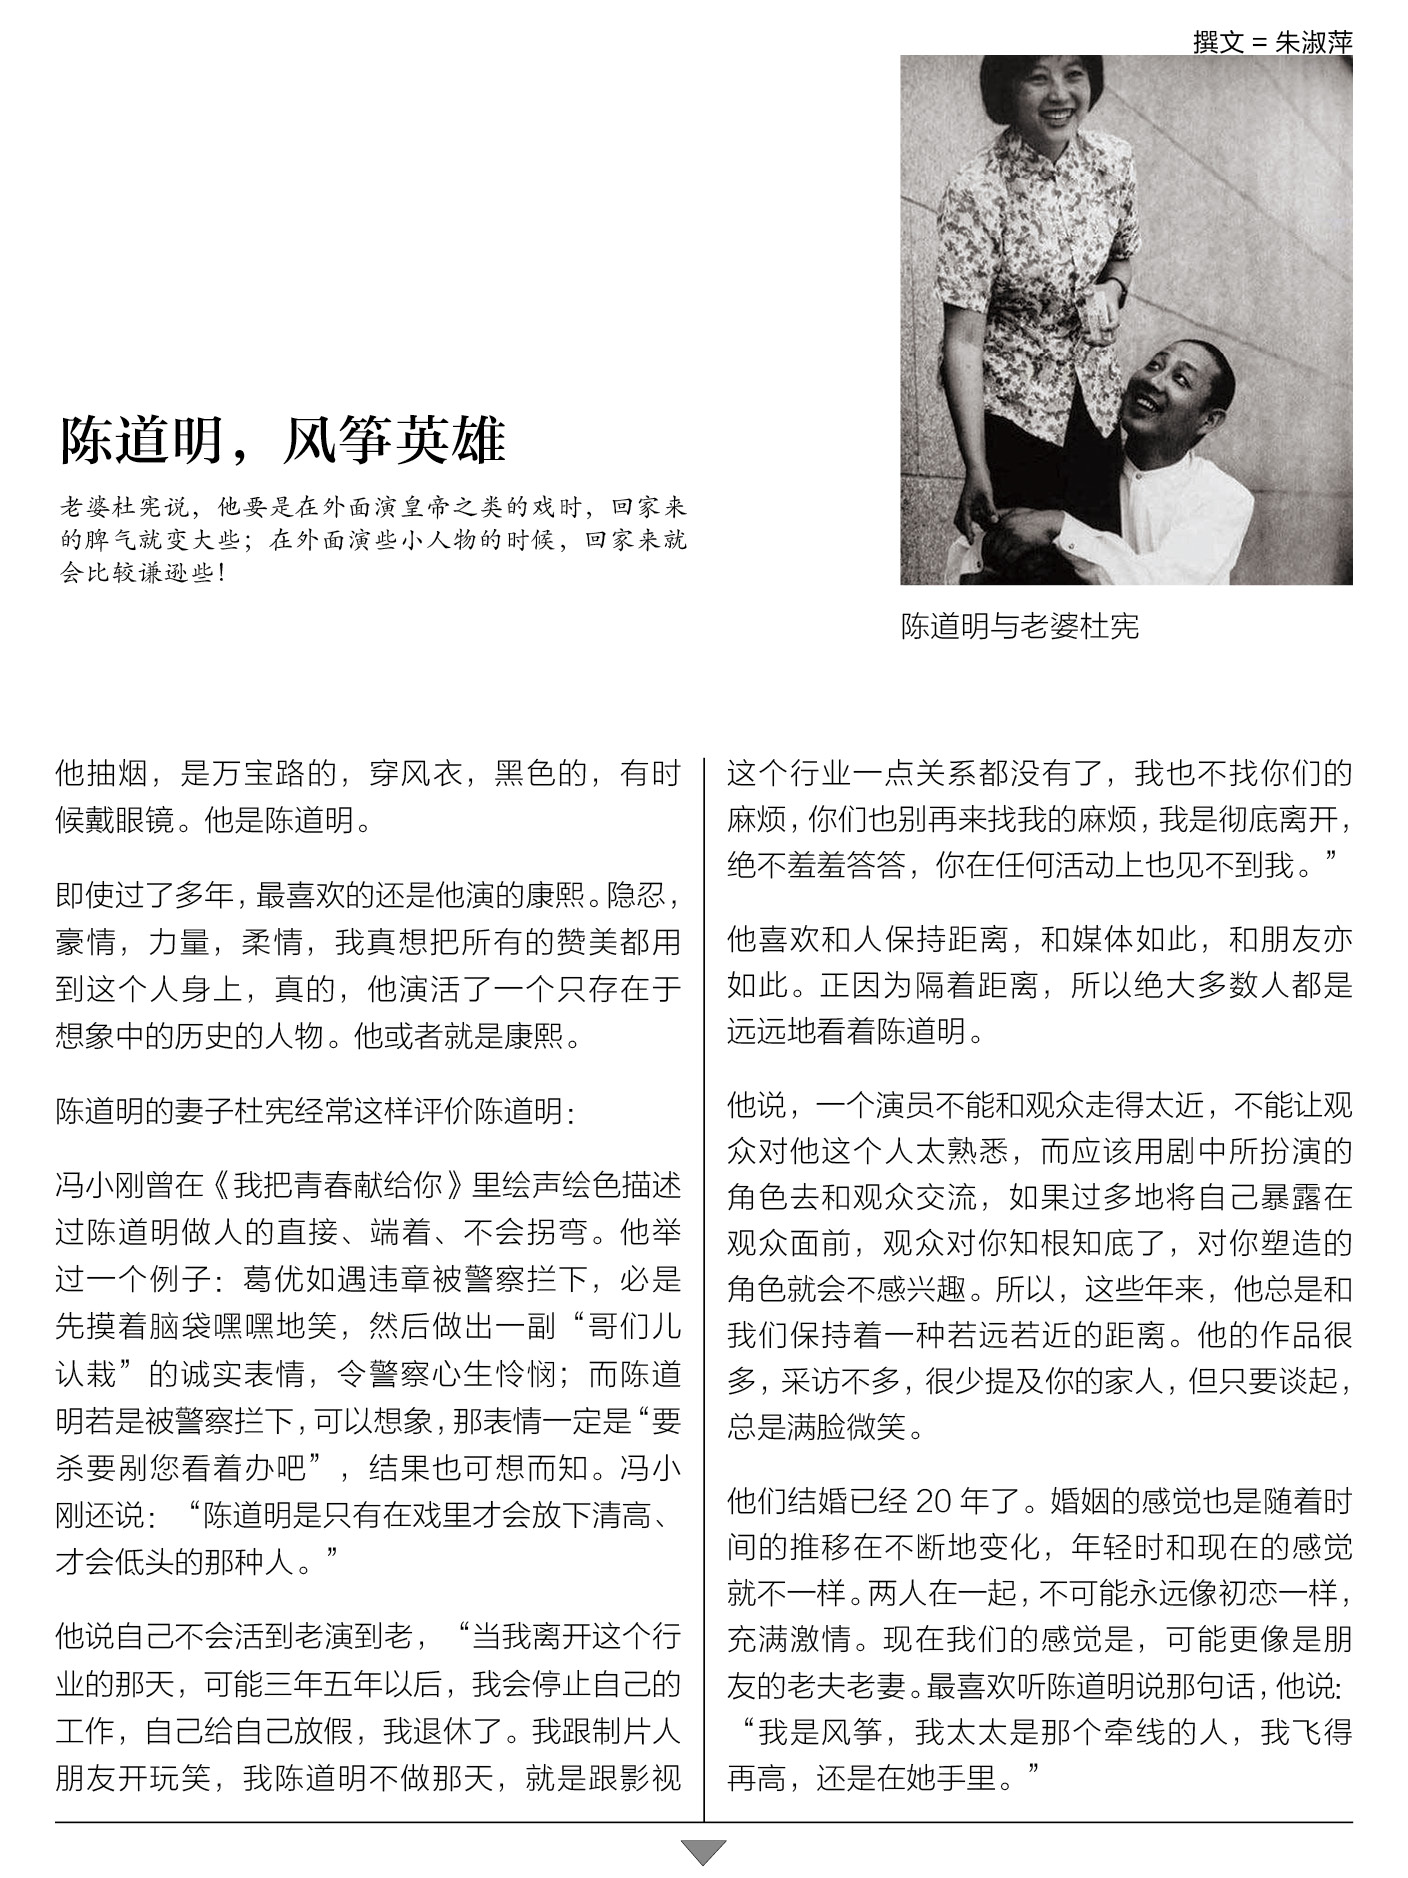 撰文 = 朱淑萍
陈道明，风筝英雄
老婆杜宪说，他要是在外面演皇帝之类的戏时，回家来
的脾气就变大些；在外面演些小人物的时候，回家来就
会比较谦逊些！
陈道明与老婆杜宪
他抽烟，是万宝路的，穿风衣，黑色的，有时
候戴眼镜。他是陈道明。
即使过了多年，最喜欢的还是他演的康熙。隐忍，
豪情，力量，柔情，我真想把所有的赞美都用
到这个人身上，真的，他演活了一个只存在于
想象中的历史的人物。他或者就是康熙。
陈道明的妻子杜宪经常这样评价陈道明：
冯小刚曾在《我把青春献给你》里绘声绘色描述
过陈道明做人的直接、端着、不会拐弯。他举
过一个例子：葛优如遇违章被警察拦下，必是
先摸着脑袋嘿嘿地笑，然后做出一副“哥们儿
认栽”的诚实表情，令警察心生怜悯；而陈道
明若是被警察拦下，可以想象，那表情一定是“要
杀要剐您看着办吧”，结果也可想而知。冯小
刚还说：“陈道明是只有在戏里才会放下清高、
才会低头的那种人。”
他说自己不会活到老演到老，“当我离开这个行
业的那天，可能三年五年以后，我会停止自己的
工作，自己给自己放假，我退休了。我跟制片人
朋友开玩笑，我陈道明不做那天，就是跟影视
这个行业一点关系都没有了，我也不找你们的
麻烦，你们也别再来找我的麻烦，我是彻底离开，
绝不羞羞答答，你在任何活动上也见不到我。”
他喜欢和人保持距离，和媒体如此，和朋友亦
如此。正因为隔着距离，所以绝大多数人都是
远远地看着陈道明。
他说，一个演员不能和观众走得太近，不能让观
众对他这个人太熟悉，而应该用剧中所扮演的
角色去和观众交流，如果过多地将自己暴露在
观众面前，观众对你知根知底了，对你塑造的
角色就会不感兴趣。所以，这些年来，他总是和
我们保持着一种若远若近的距离。他的作品很
多，采访不多，很少提及你的家人，但只要谈起，
总是满脸微笑。
他们结婚已经 20 年了。婚姻的感觉也是随着时
间的推移在不断地变化，年轻时和现在的感觉
就不一样。两人在一起，不可能永远像初恋一样，
充满激情。现在我们的感觉是，可能更像是朋
友的老夫老妻。最喜欢听陈道明说那句话，他说：
“我是风筝，我太太是那个牵线的人，我飞得
再高，还是在她手里。”